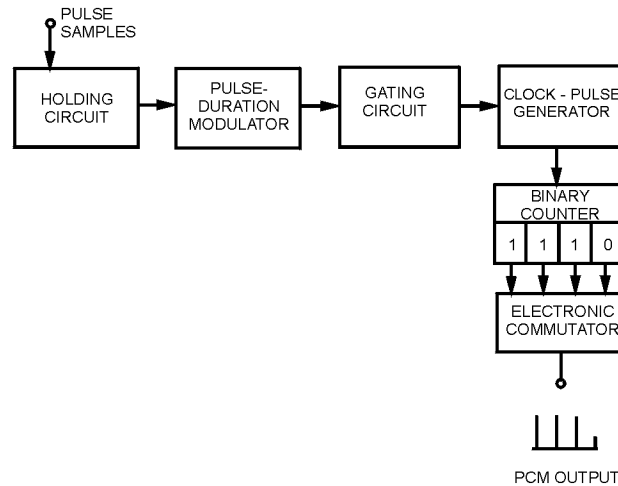 PULSE
SAMPLES
HOLDING
CIRCUIT
PULSE-
DURATION
MODULATOR
GATING
CIRCUIT
CLOCK - PULSE
GENERATOR
BINARY
COUNTER
1 1 1 0
ELECTRONIC
COMMUTATOR
PCM OUTPUT